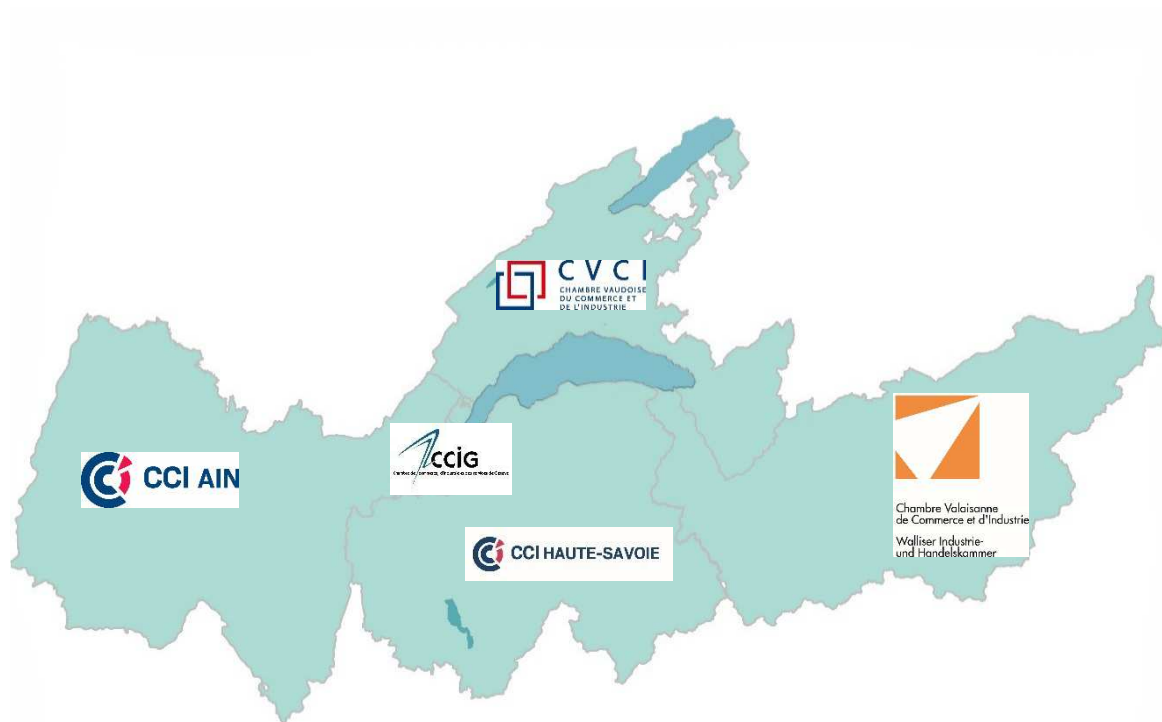 CVCI
CHAMBRE VAUDOISE
DU COMMERCE ET
DE L'INDUSTRIE
CCI AIN
ccig
CCI HAUTE-SAVOIE
Chambre Valaisanne
de Commerce et d'Industrie
Walliser Industrie-
und Handelskammer